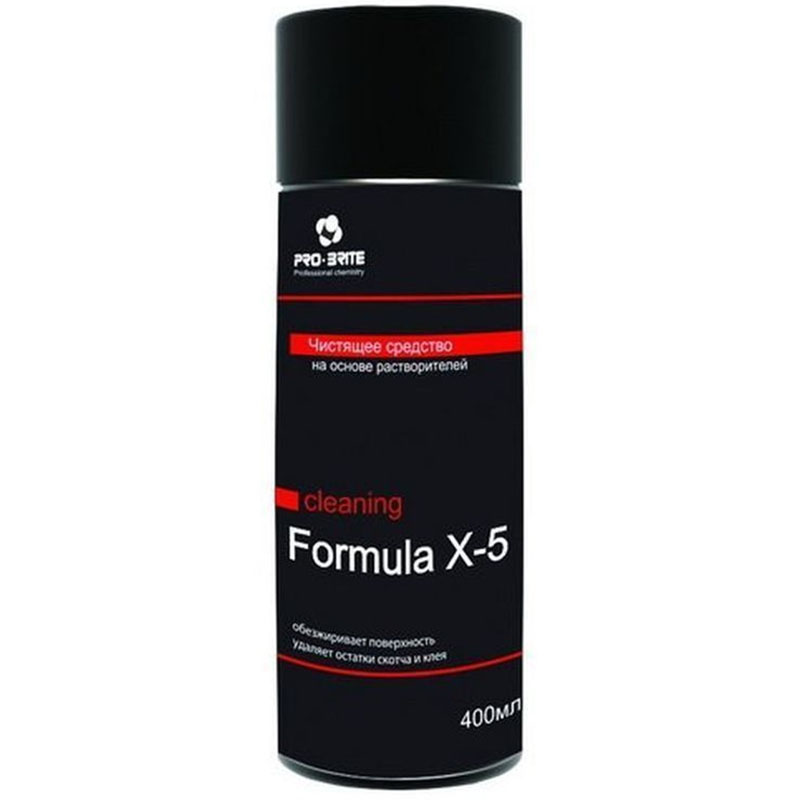 PRO-BRITE
Professional chemistry
Чистящее средство
на основе растворителей
cleaning
Formula X-5
обезжиривает поверхность
удаляет остатки скотча и клея
400мл